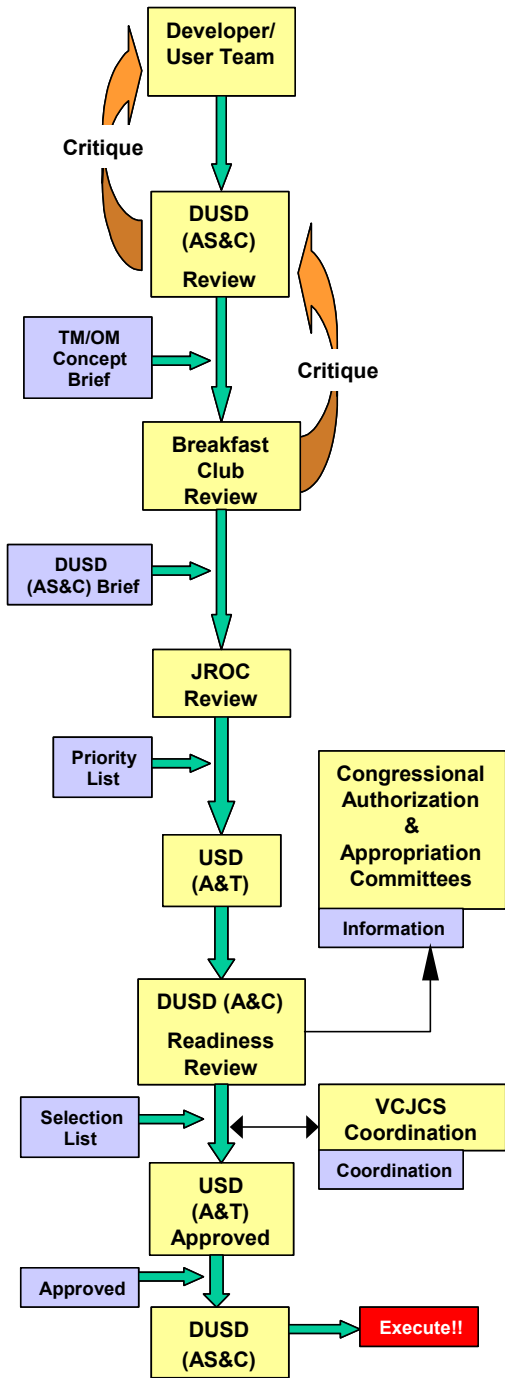 Developer/
User Team
Critique
DUSD
(AS&C)
Review
TM/OM
Concept
Brief
Critique
Breakfast
Club
Review
DUSD
(AS&C) Brief
JROC
Review
Priority
List
Congressional
Authorization
&
Appropriation
Committees
Information
USD
(A&T)
DUSD (A&C)
Readiness
Review
Selection
List
VCJCS
Coordination
Coordination
USD
(A&T)
Approved
Approved
DUSD
(AS&C)
Execute!!